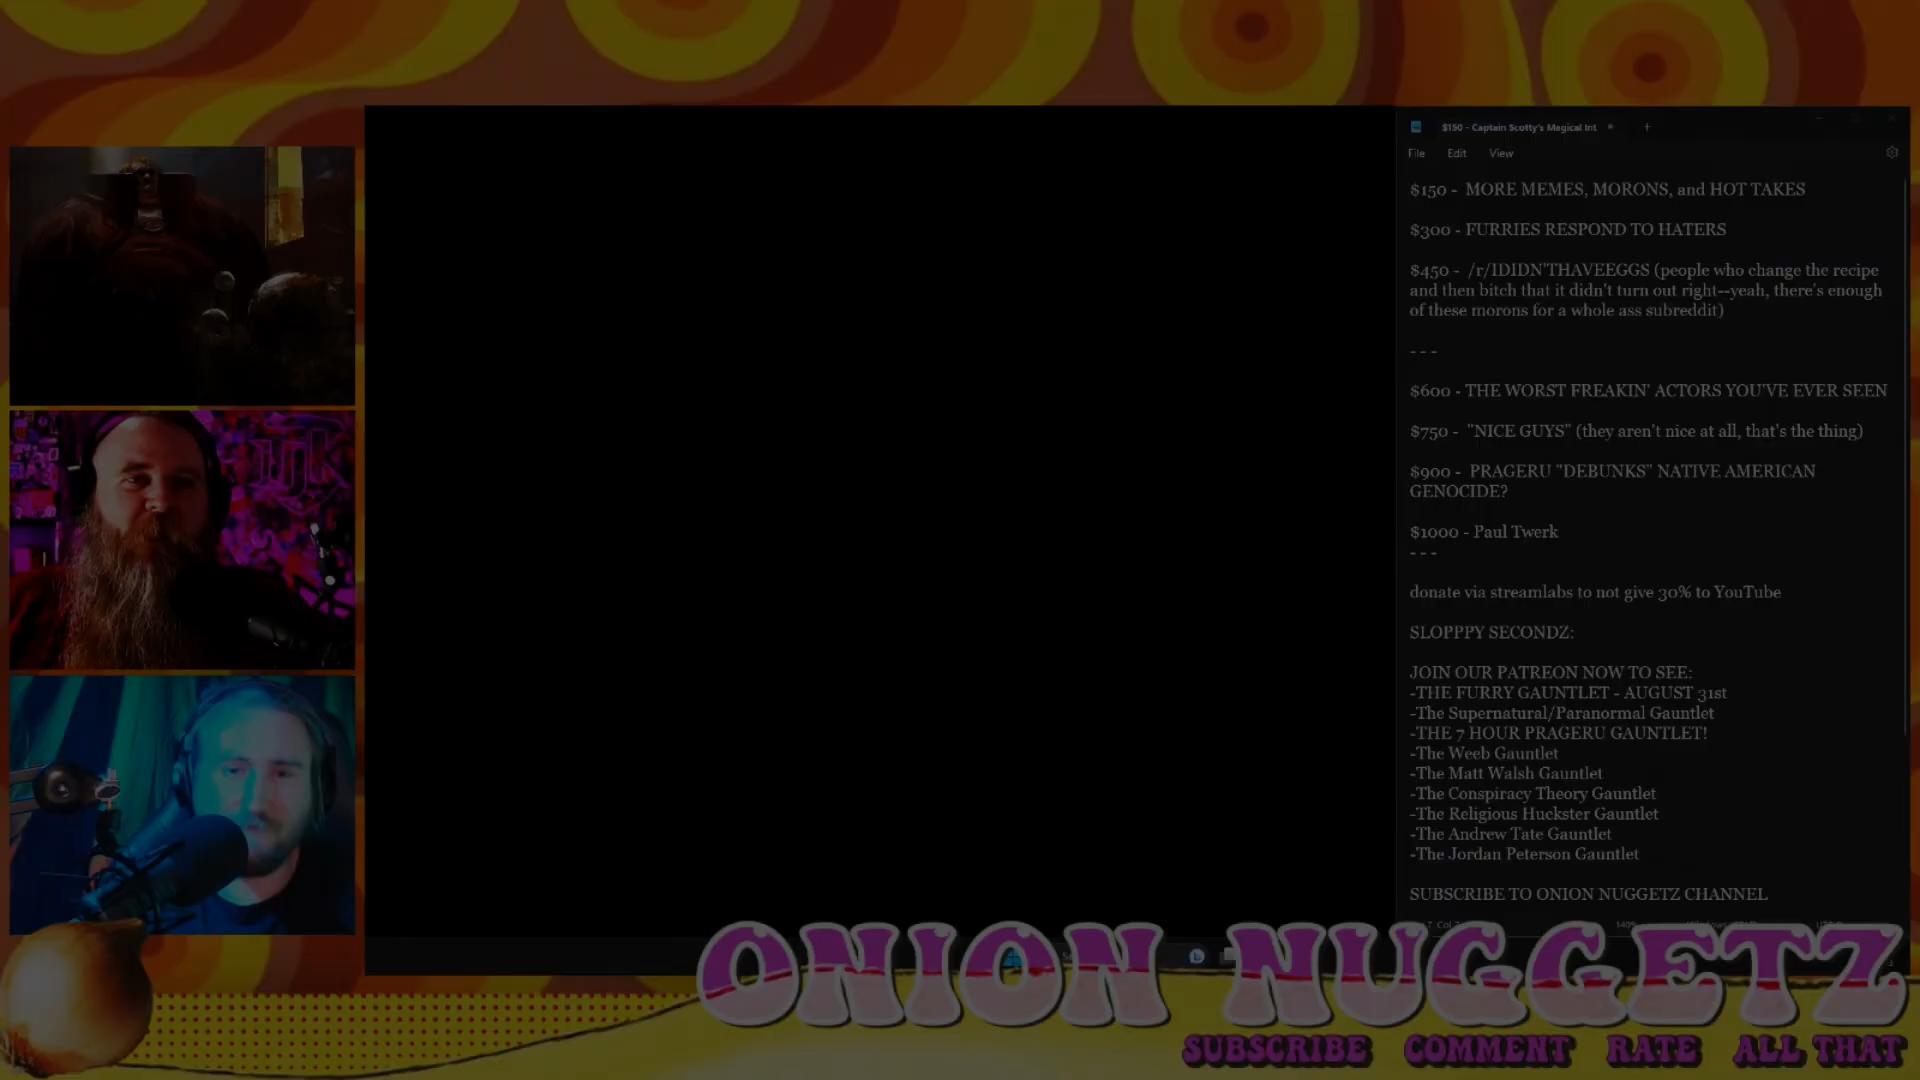 $150 - Captain Scotty's Magical Int
File Edit View
$150 - MORE MEMES, MORONS, and HOT TAKES
$300 - FURRIES RESPOND TO HATERS
$450 - /r/IDIDN'THAVEEGGS (people who change the recipe
and then bitch that it didn't turn out right--yeah, there's enough
of these morons for a whole ass subreddit)
- - -
$600 - THE WORST FREAKIN' ACTORS YOU'VE EVER SEEN
$750 - "NICE GUYS" (they aren't nice at all, that's the thing)
$900 - PRAGERU "DEBUNKS" NATIVE AMERICAN
GENOCIDE?
$1000 - Paul Twerk
- - -
donate via streamlabs to not give 30% to YouTube
SLOPPPY SECONDZ:
JOIN OUR PATREON NOW TO SEE:
-THE FURRY GAUNTLET - AUGUST 31st
-The Supernatural/Paranormal Gauntlet
-THE 7 HOUR PRAGERU GAUNTLET!
-The Weeb Gauntlet
-The Matt Walsh Gauntlet
-The Conspiracy Theory Gauntlet
-The Religious Huckster Gauntlet
-The Andrew Tate Gauntlet
-The Jordan Peterson Gauntlet
SUBSCRIBE TO ONION NUGGETZ CHANNEL
ONION NUGGETZ
SUBSCRIBE COMMENT RATE ALL THAT